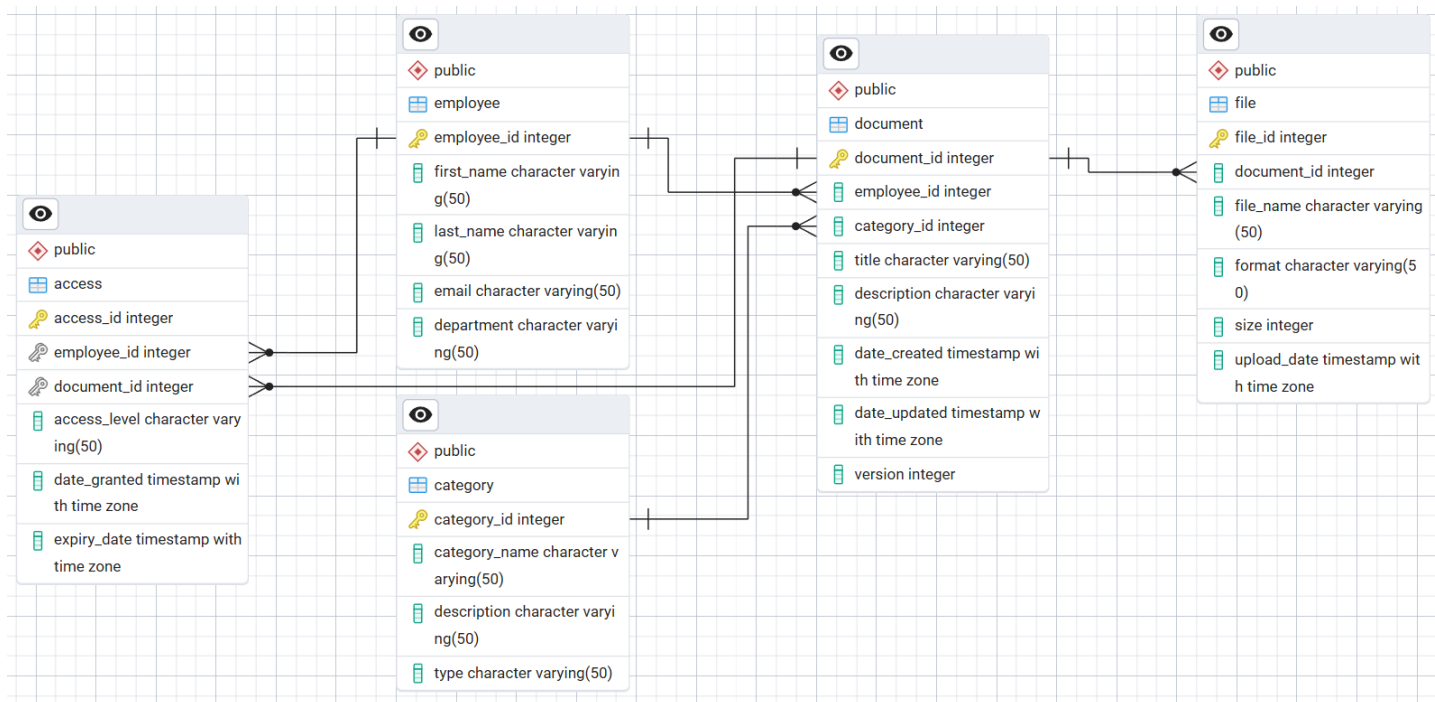 public
employee
employee_id integer
first_name character varyin
g(50)
last_name character varyin
g(50)
email character varying(50)
department character varyi
ng(50)
public
access
access_id integer
employee_id integer
document_id integer
access_level character vary
ing(50)
date_granted timestamp wi
th time zone
expiry_date timestamp with
time zone
public
category
category_id integer
category_name character v
arying(50)
description character varyi
ng(50)
type character varying(50)
public
document
document_id integer
employee_id integer
category_id integer
title character varying(50)
description character varyi
ng(50)
date_created timestamp wi
th time zone
date_updated timestamp w
ith time zone
version integer
public
file
file_id integer
document_id integer
file_name character varying
(50)
format character varying(5
0)
size integer
upload_date timestamp wit
h time zone